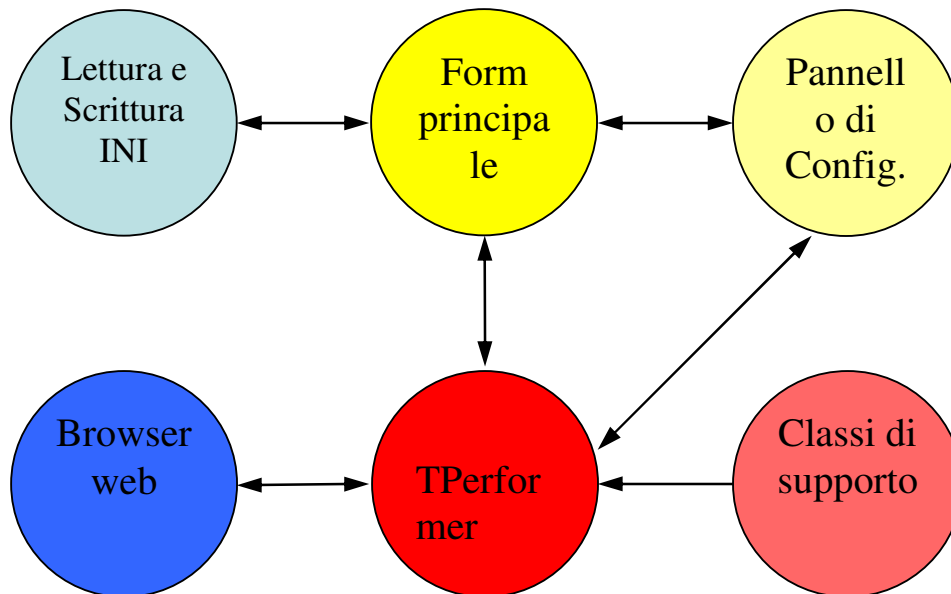 Lettura e
Scrittura
INI
Form
principa
le
Pannell
o di
Config.
Browser
web
TPerfor
mer
Classi di
supporto